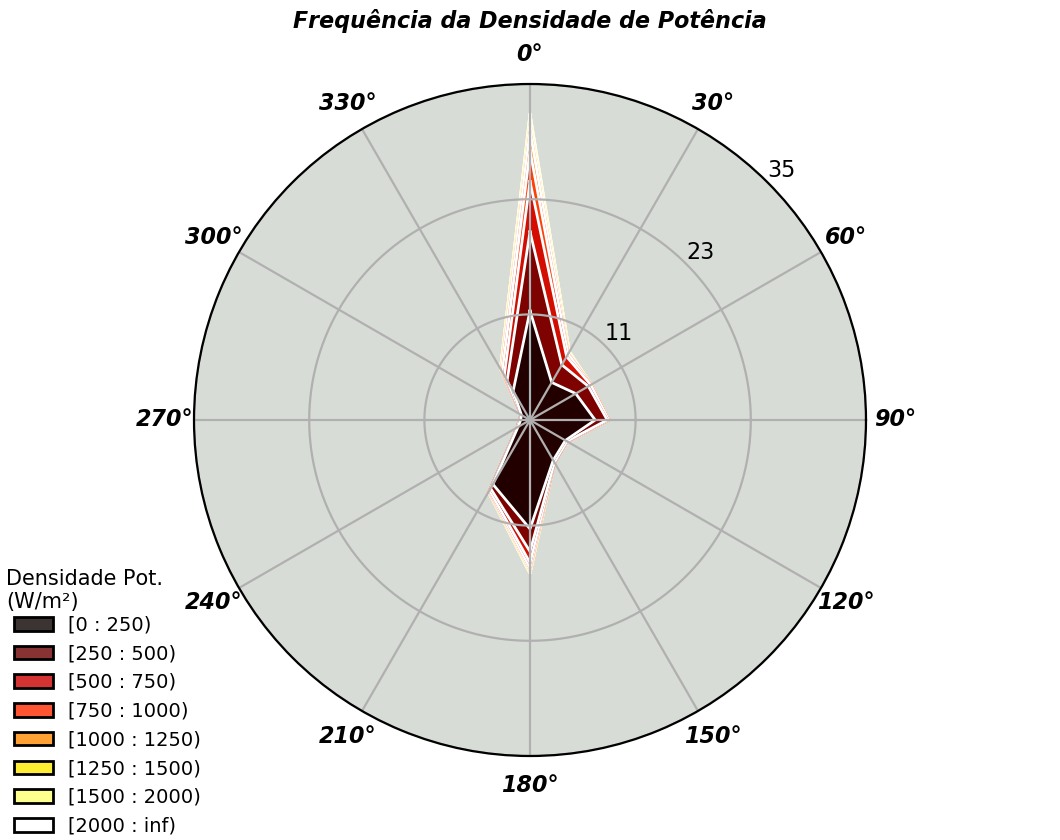 Frequência da Densidade de Potência
0°
330°
30°
35
300°
60°
23
11
270°
90°
240°
120°
210°
150°
180°
Densidade Pot.
(W/m²)
[0 : 250)
[250 : 500)
[500 : 750)
[750 : 1000)
[1000 : 1250)
[1250 : 1500)
[1500 : 2000)
[2000 : inf)